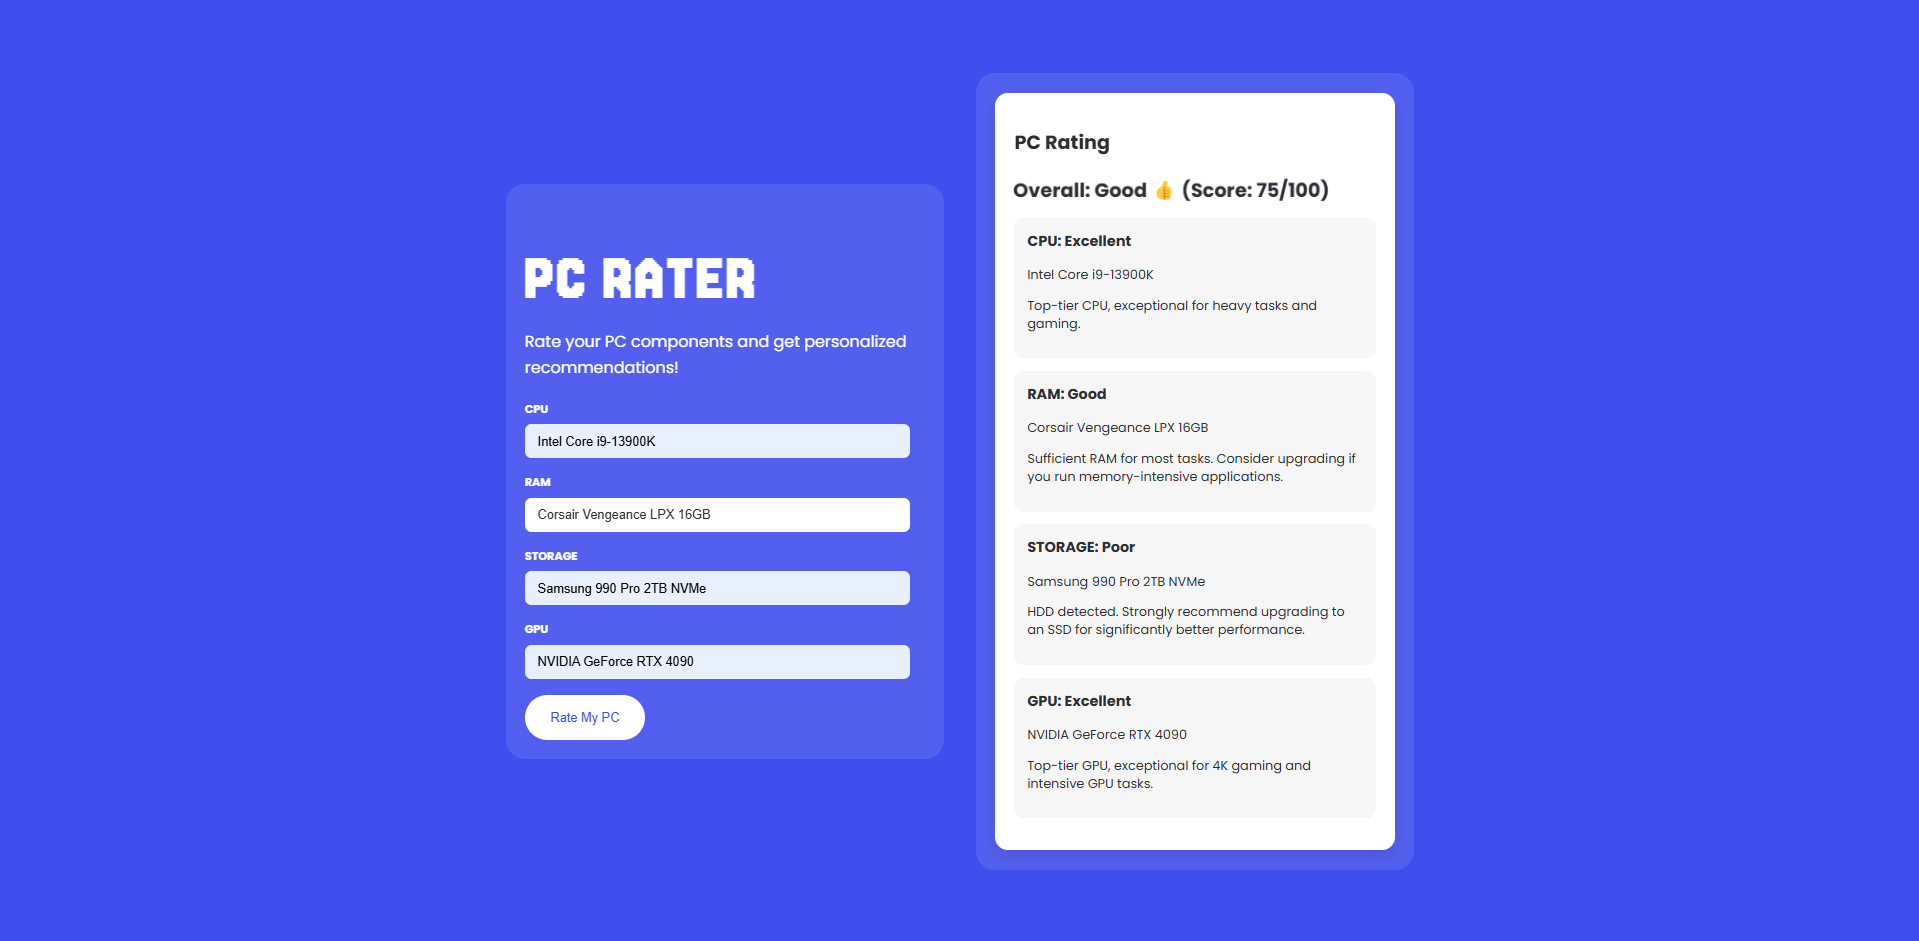 PC RATER
Rate your PC components and get personalized
recommendations!
CPU
Intel Core i9-13900K
RAM
Corsair Vengeance LPX 16GB
STORAGE
Samsung 990 Pro 2TB NVMe
GPU
NVIDIA GeForce RTX 4090
Rate My PC
PC Rating
Overall: Good 👍 (Score: 75/100)
CPU: Excellent
Intel Core i9-13900K
Top-tier CPU, exceptional for heavy tasks and
gaming.
RAM: Good
Corsair Vengeance LPX 16GB
Sufficient RAM for most tasks. Consider upgrading if
you run memory-intensive applications.
STORAGE: Poor
Samsung 990 Pro 2TB NVMe
HDD detected. Strongly recommend upgrading to
an SSD for significantly better performance.
GPU: Excellent
NVIDIA GeForce RTX 4090
Top-tier GPU, exceptional for 4K gaming and
intensive GPU tasks.